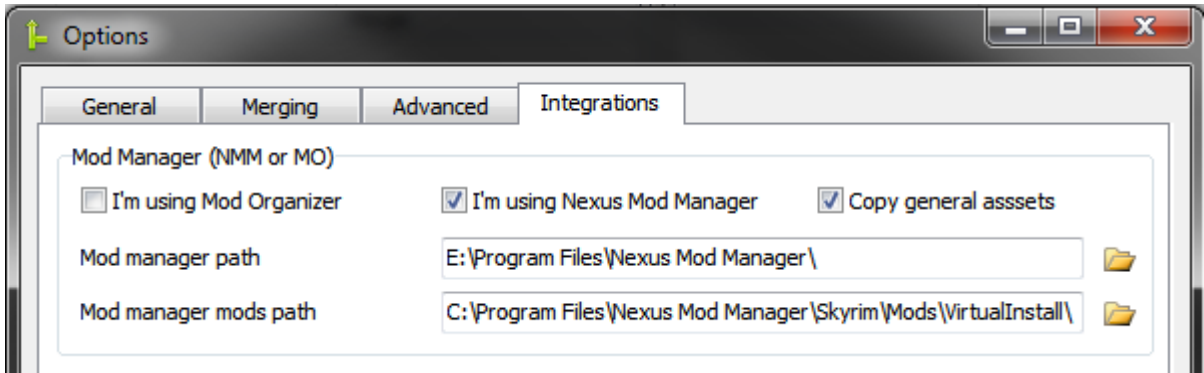 Options
General Merging Advanced Integrations
Mod Manager (NMM or MO)
I'm using Mod Organizer I'm using Nexus Mod Manager Copy general asssets
Mod manager path E:\Program Files\Nexus Mod Manager\
Mod manager mods path C:\Program Files\Nexus Mod Manager\Skyrim\Mods\VirtualInstall\